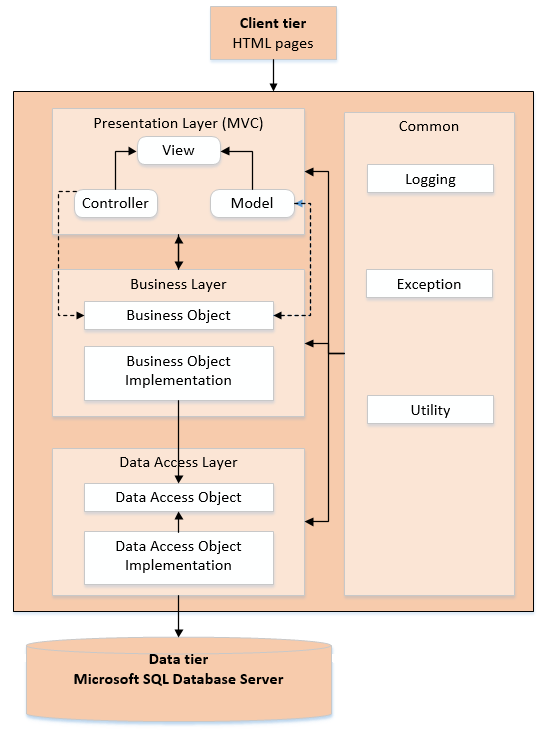 Client tier
HTML pages
Presentation Layer (MVC)
View
Controller
Model
Business Layer
Business Object
Business Object
Implementation
Data Access Layer
Data Access Object
Data Access Object
Implementation
Common
Logging
Exception
Utility
Data tier
Microsoft SQL Database Server